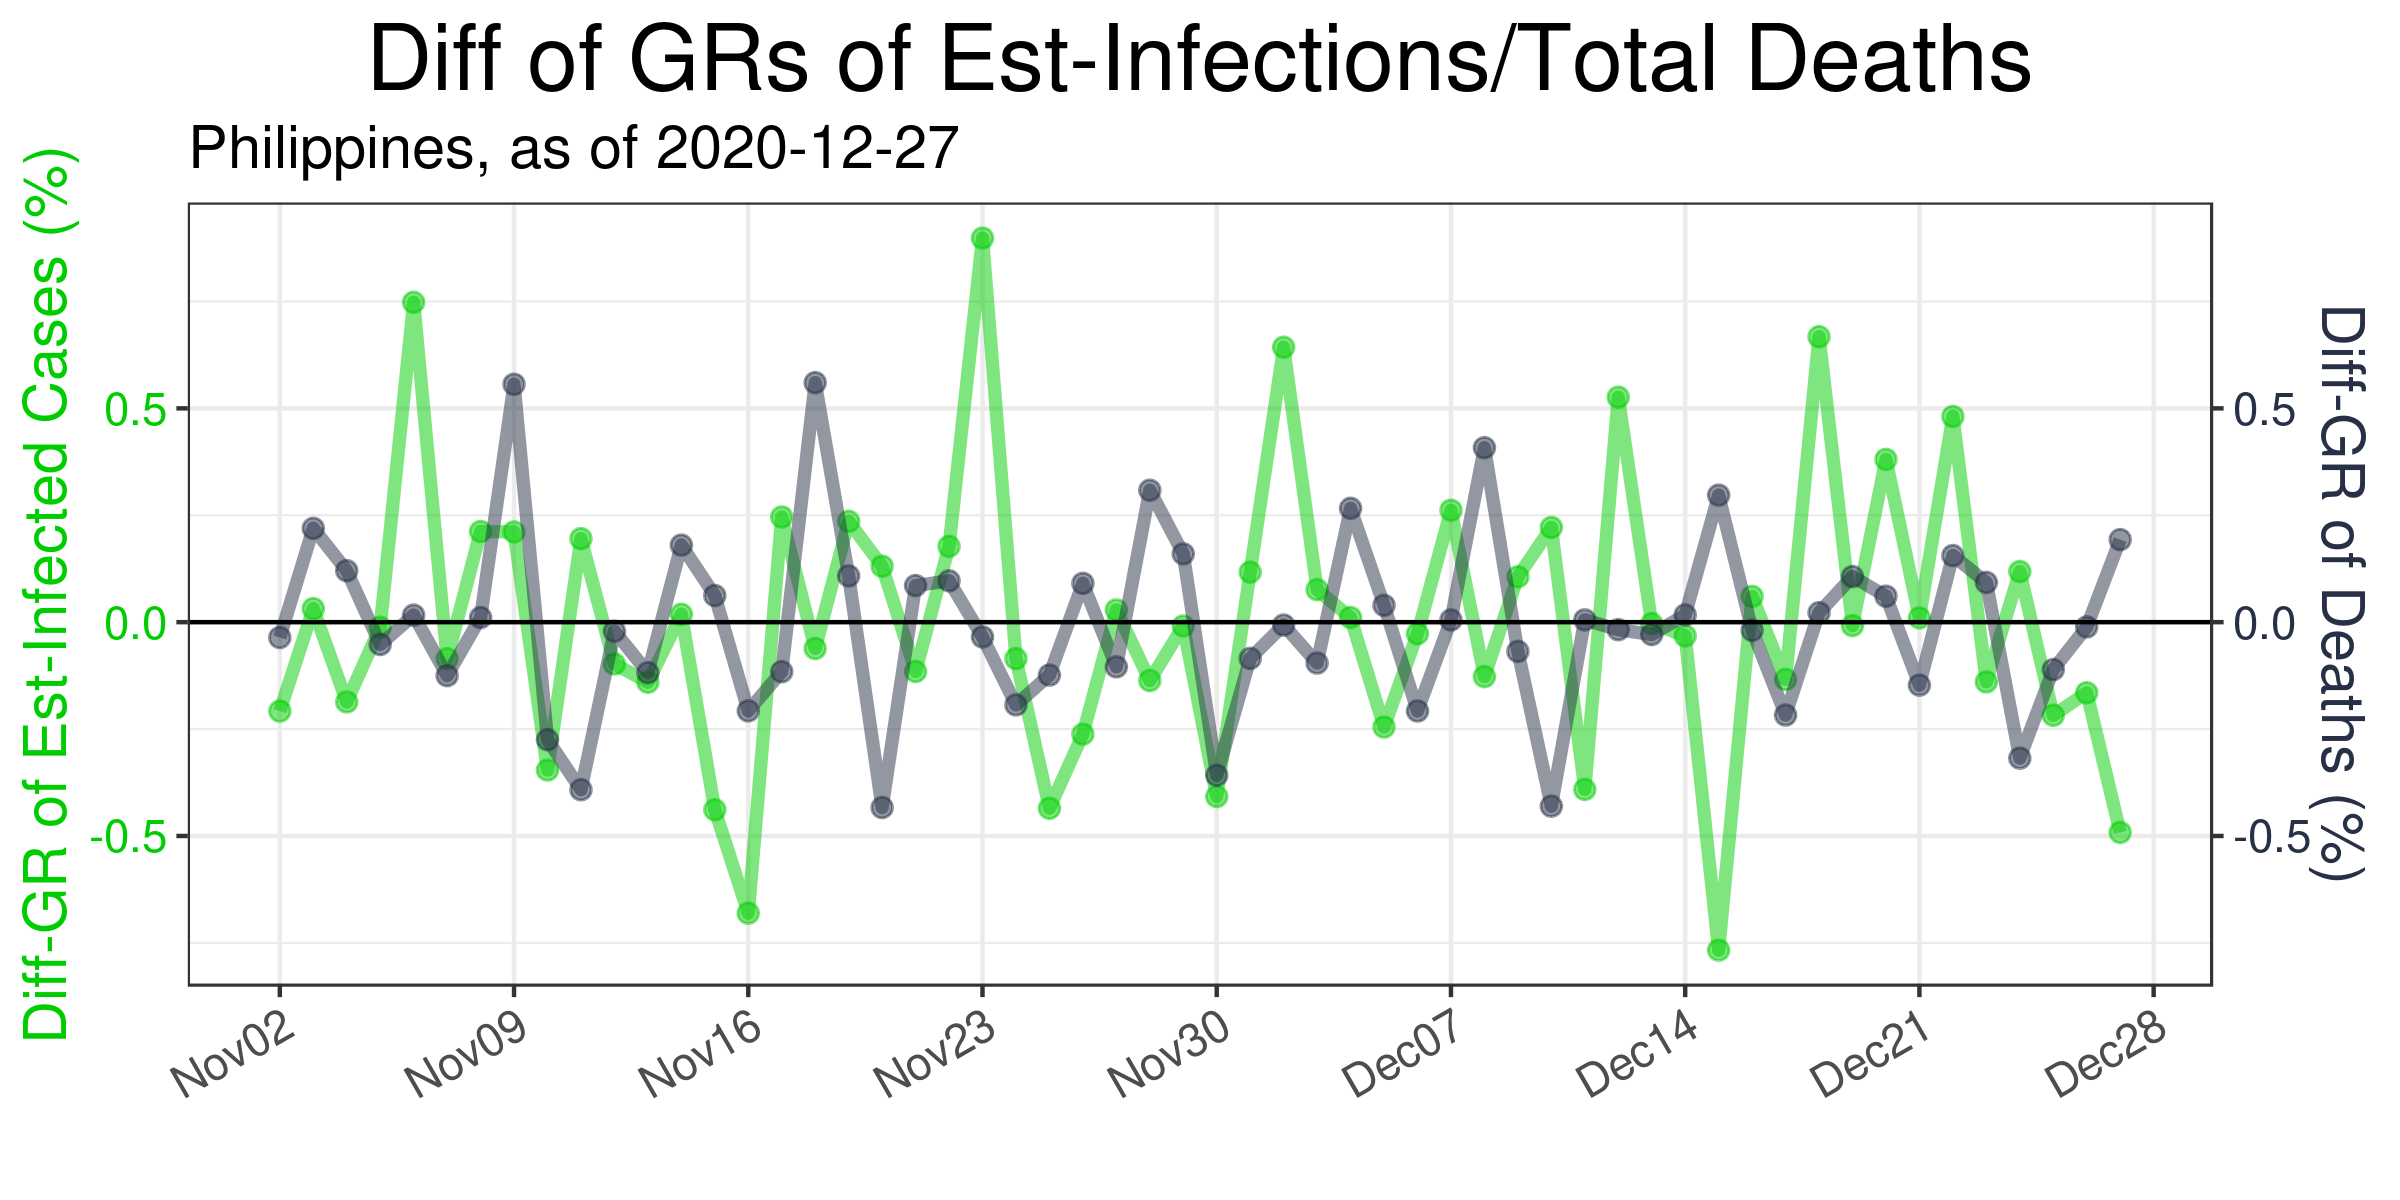 Diff of GRs of Est-Infections/Total Deaths
Philippines, as of 2020-12-27
Diff-GR of Est-Infected Cases (%)
0.5
0.0
-0.5
0.5
0.0
-0.5
Diff-GR of Deaths (%)
Nov02
Nov09
Nov16
Nov23
Nov30
Dec07
Dec14
Dec21
Dec28